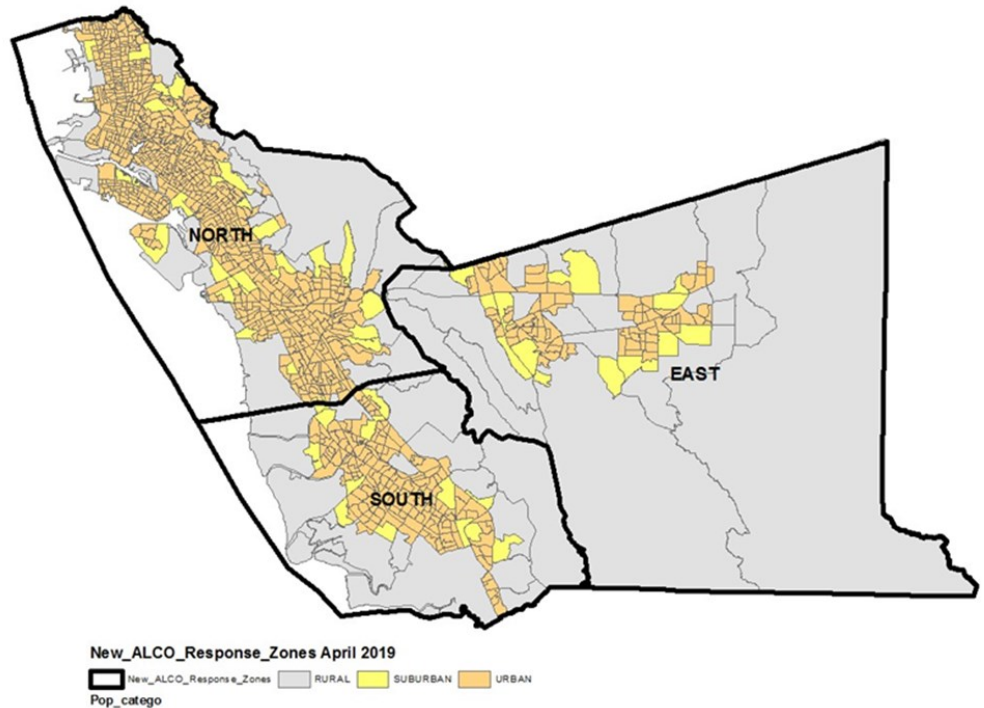 NORTH
EAST
SOUTH
New_ALCO_Response_Zones April 2019
New_ALCO_Response_Zones RURAL SUBURBAN URBAN
Pop_catego